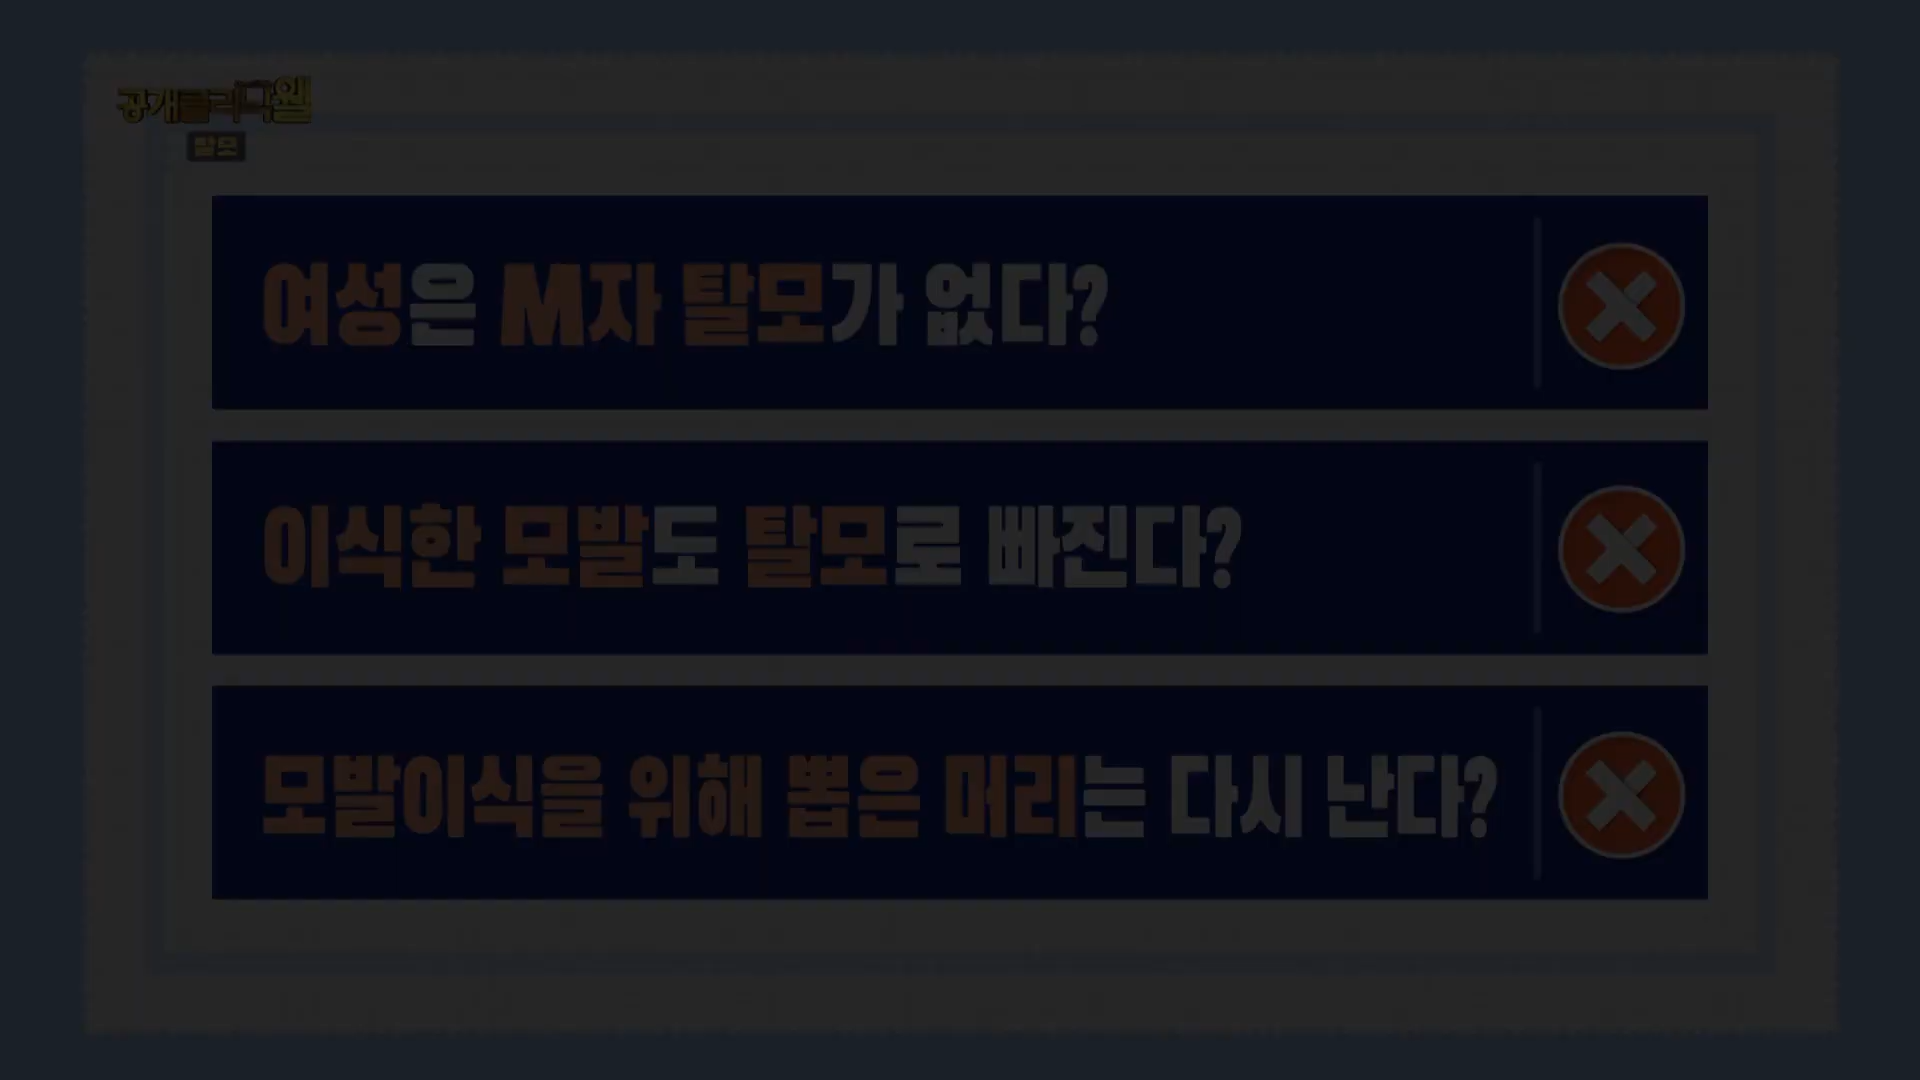 공개클리닉 웰
탈모
여성은 M자 탈모가 없다?
이식한 모발도 탈모로 빠진다?
모발이식을 위해 뽑은 머리는 다시 난다?